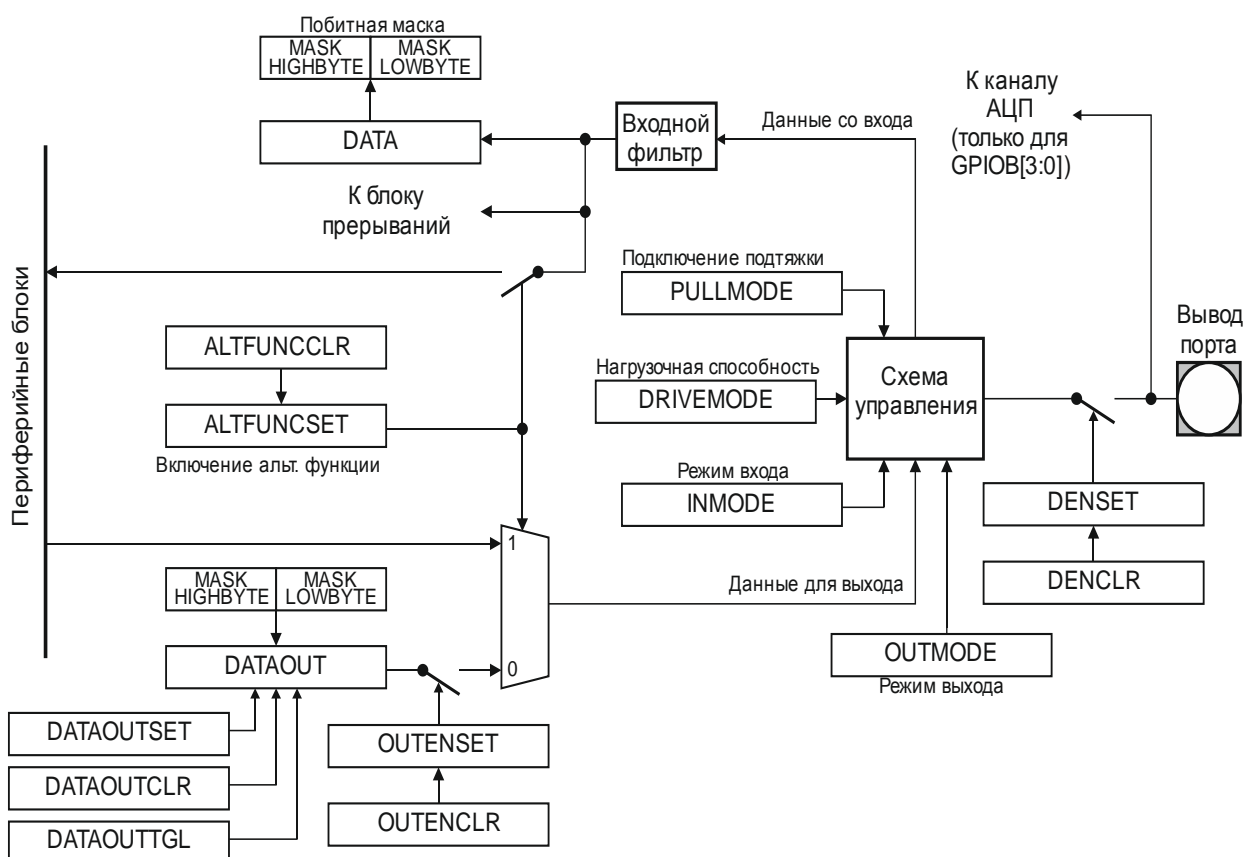 Побитная маска
MASK HIGHBYTE
MASK LOWBYTE
DATA
Входной
фильтр
Данные со входа
К каналу
АЦП
(только для
GPIOB[3:0])
К блоку
прерываний
Периферийные блоки
Подключение подтяжки
PULLMODE
ALTFUNCCLR
Нагрузочная способность
DRIVEMODE
Схема
управления
Вывод
порта
ALTFUNCSET
Включение альт. функции
Режим входа
INMODE
DENSET
1
MASK HIGHBYTE
MASK LOWBYTE
Данные для выхода
DENCLR
DATAOUT
0
OUTMODE
Режим выхода
DATAOUTSET
OUTENSET
DATAOUTCLR
OUTENCLR
DATAOUTTGL